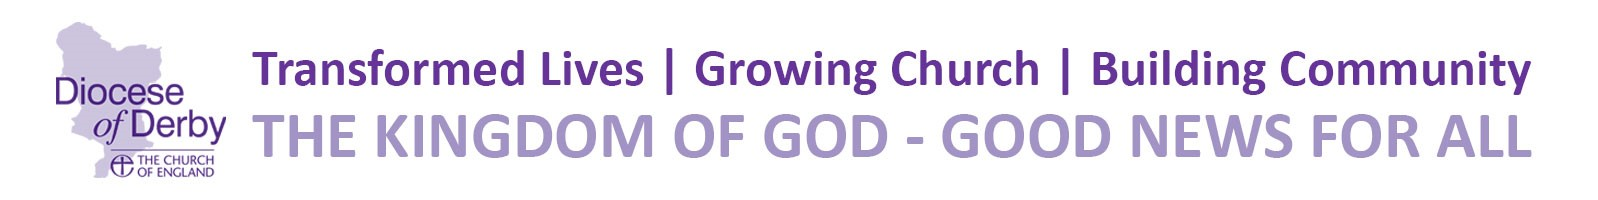 Diocese
of Derby
THE CHURCH
OF ENGLAND
Transformed Lives | Growing Church | Building Community
THE KINGDOM OF GOD - GOOD NEWS FOR ALL